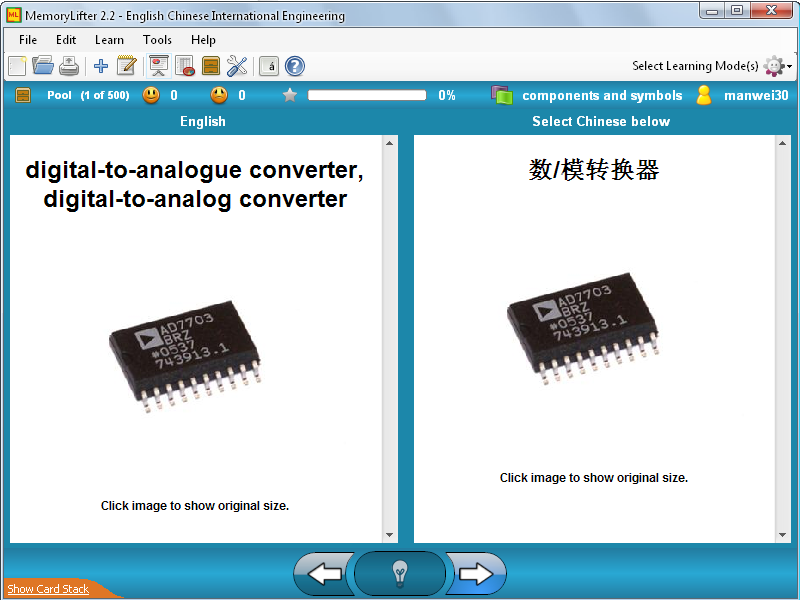 MemoryLifter 2.2 - English Chinese International Engineering
File Edit Learn Tools Help
Select Learning Mode(s)
Pool (1 of 500) 0 0 0% components and symbols manwei30
English
Select Chinese below
digital-to-analogue converter,
digital-to-analog converter
AD7703
BRZ
#0537
743913.1
Click image to show original size.
数/模转换器
AD7703
BRZ
#0537
743913.1
Click image to show original size.
Show Card Stack